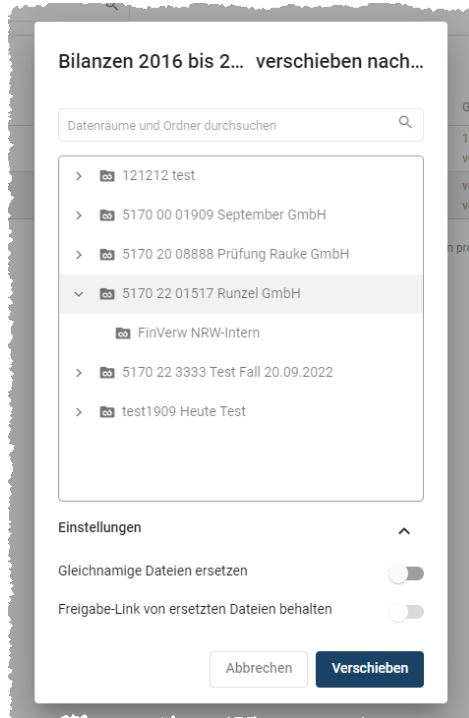 Bilanzen 2016 bis 2... verschieben nach...
Datenräume und Ordner durchsuchen
121212 test
5170 00 01909 September GmbH
5170 20 08888 Prüfung Rauke GmbH
5170 22 01517 Runzel GmbH
FinVerw NRW-Intern
5170 22 3333 Test Fall 20.09.2022
test1909 Heute Test
Einstellungen
Gleichnamige Dateien ersetzen
Freigabe-Link von ersetzten Dateien behalten
Abbrechen Verschieben